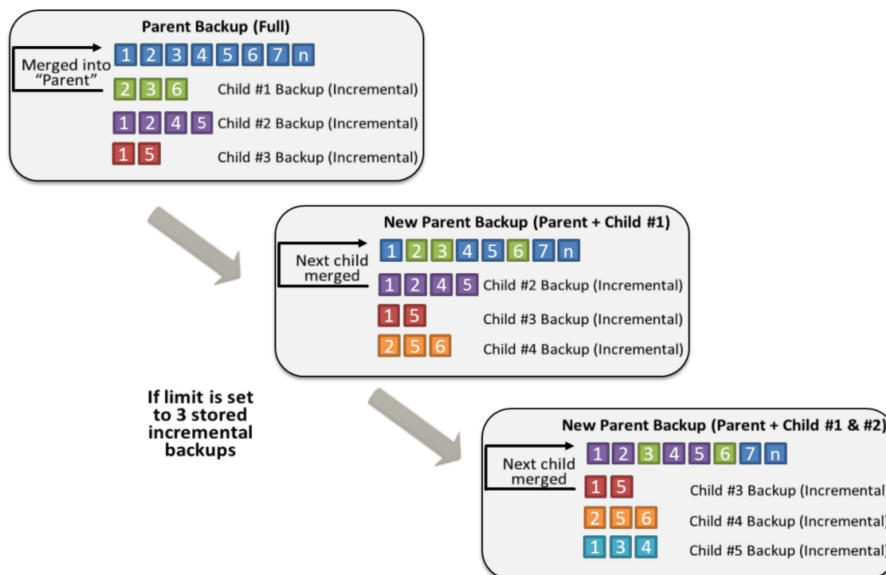 Parent Backup (Full)
1 2 3 4 5 6 7 n
Merged into
“Parent”
2 3 6 Child #1 Backup (Incremental)
1 2 4 5 Child #2 Backup (Incremental)
1 5 Child #3 Backup (Incremental)
New Parent Backup (Parent + Child #1)
1 2 3 4 5 6 7 n
Next child
merged
1 2 4 5 Child #2 Backup (Incremental)
1 5 Child #3 Backup (Incremental)
2 5 6 Child #4 Backup (Incremental)
If limit is set
to 3 stored
incremental
backups
New Parent Backup (Parent + Child #1 & #2)
1 2 3 4 5 6 7 n
Next child
merged
1 5 Child #3 Backup (Incremental)
2 5 6 Child #4 Backup (Incremental)
1 3 4 Child #5 Backup (Incremental)